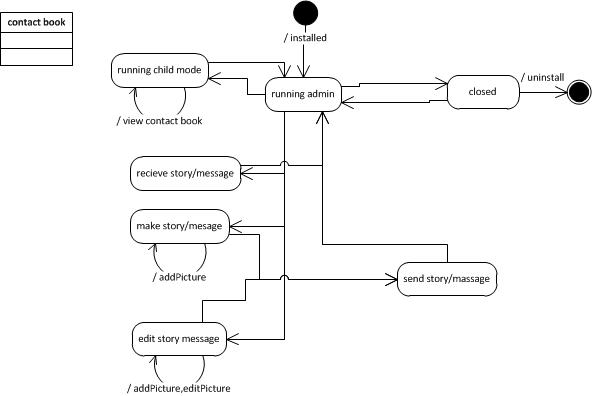 contact book
/ installed
running child mode
running admin
closed
/ uninstall
/ view contact book
recieve story/message
make story/mesage
/ addPicture
send story/massage
edit story message
/ addPicture,editPicture